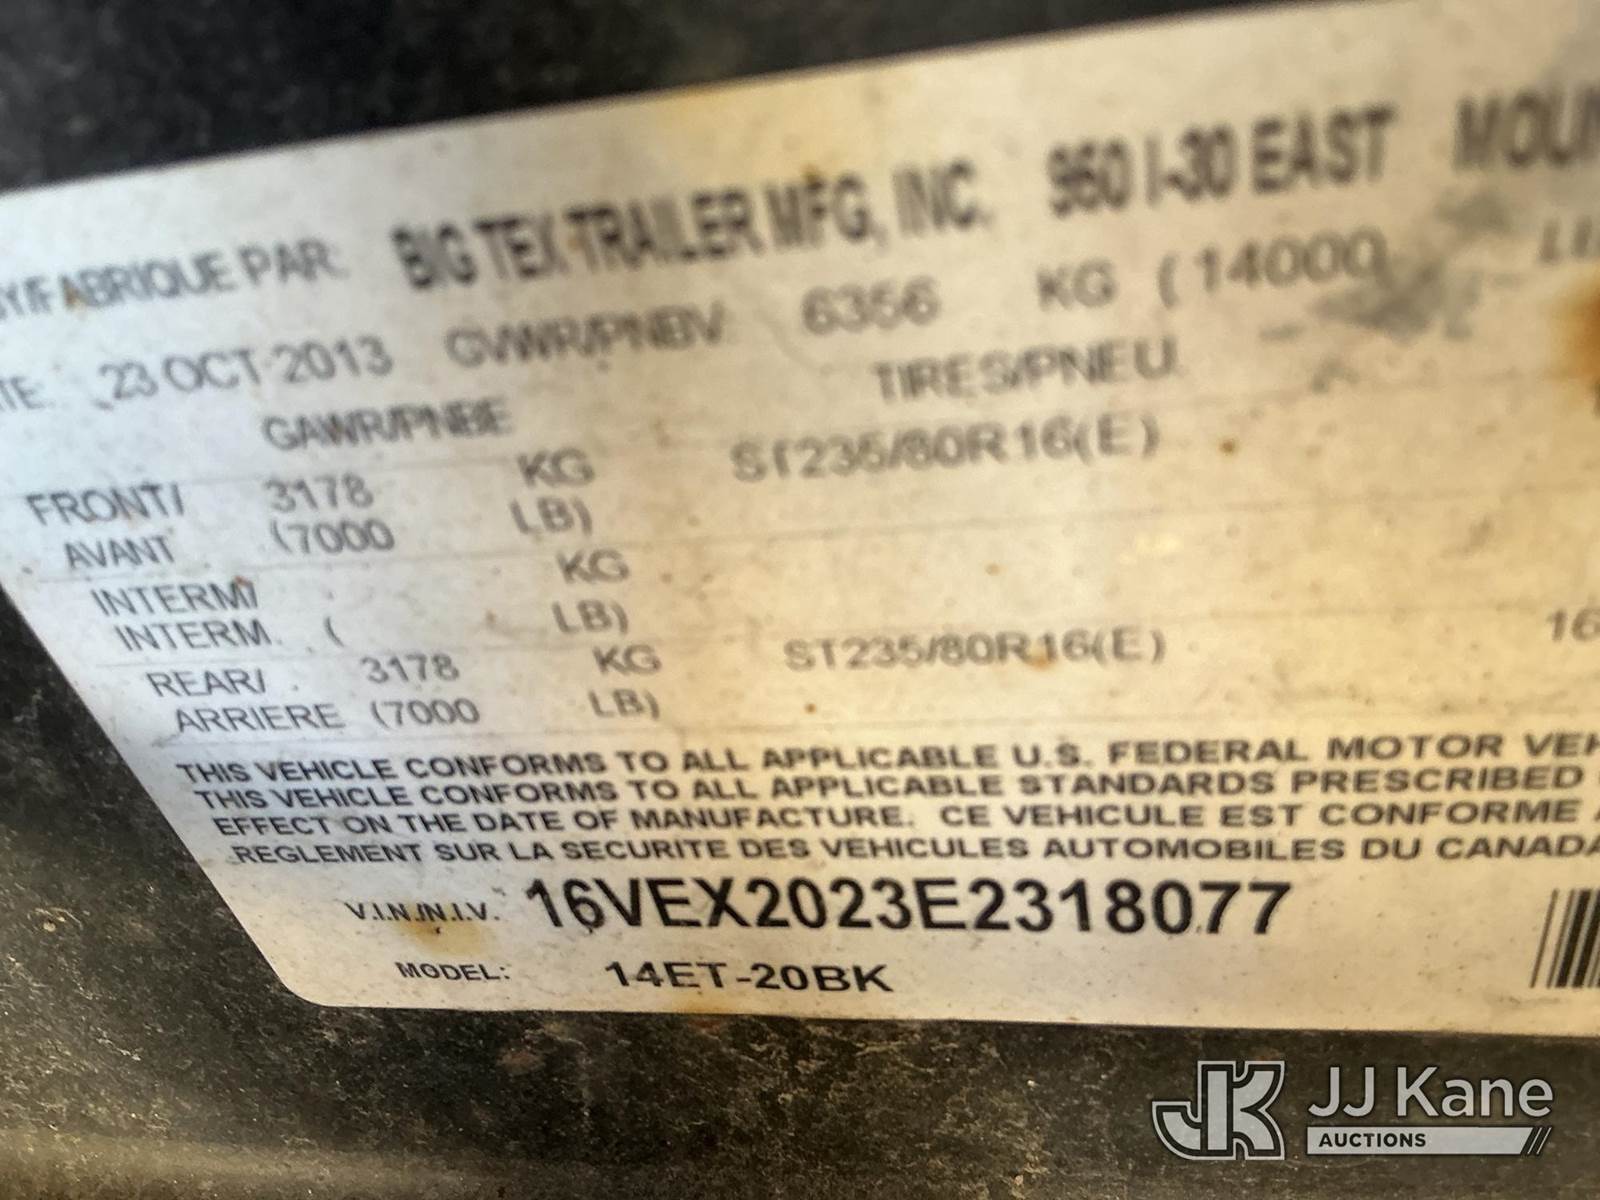 BY/FABRIQUE PAR: BIG TEX TRAILER MFG, INC. 950 I-30 EAST
23 OCT 2013 GVWR/PNBV 6356 KG (14000
GAWR/PNBE TIRES/PNEU
FRONT/ 3178 KG ST235/80R16(E)
AVANT (7000 LB)
INTERM/ KG
INTERM. ( LB)
REAR/ 3178 KG ST235/80R16(E) 16
ARRIERE (7000 LB)
THIS VEHICLE CONFORMS TO ALL APPLICABLE U.S. FEDERAL MOTOR VEH
THIS VEHICLE CONFORMS TO ALL APPLICABLE STANDARDS PRESCRIBED
EFFECT ON THE DATE OF MANUFACTURE. CE VEHICULE EST CONFORME
REGLEMENT SUR LA SECURITE DES VEHICULES AUTOMOBILES DU CANADA
V.I.N./N.I.V. 16VEX2023E2318077
MODEL: 14ET-20BK
JK JJ Kane
AUCTIONS